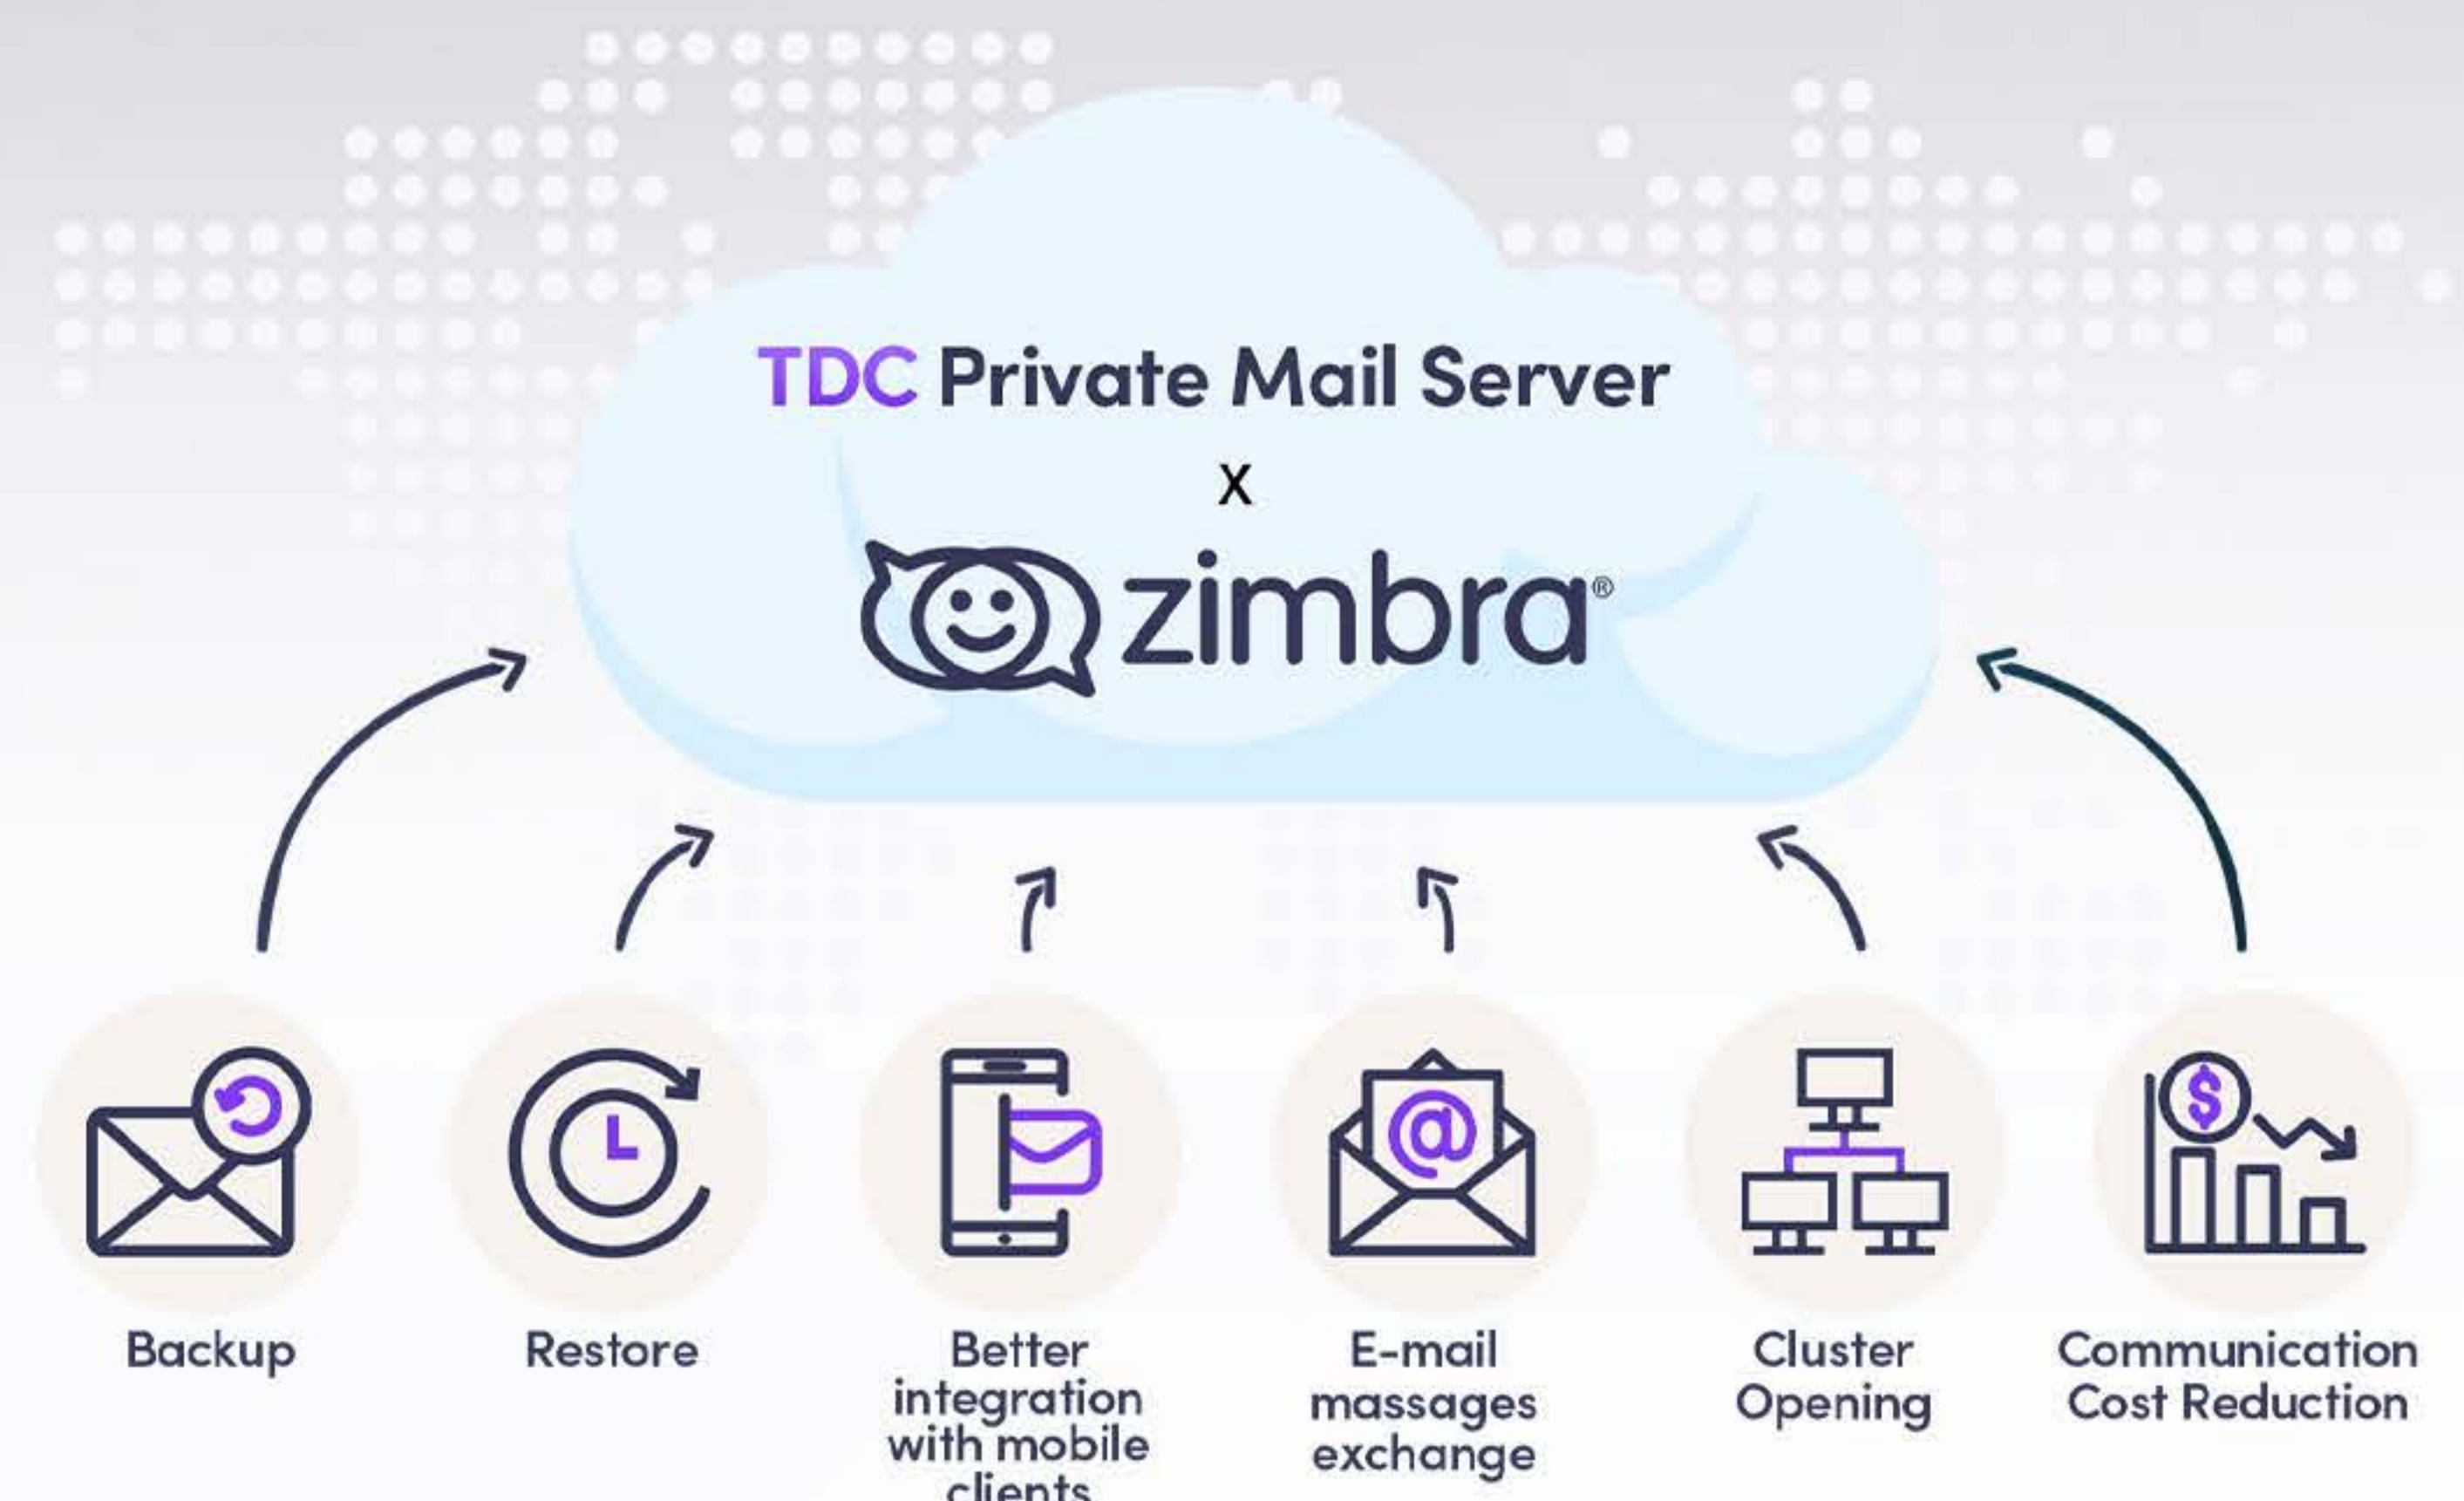 TDC Private Mail Server
X
zimbra®
Backup
Restore
Better
integration
with mobile
clients
E-mail
massages
exchange
Cluster
Opening
Communication
Cost Reduction